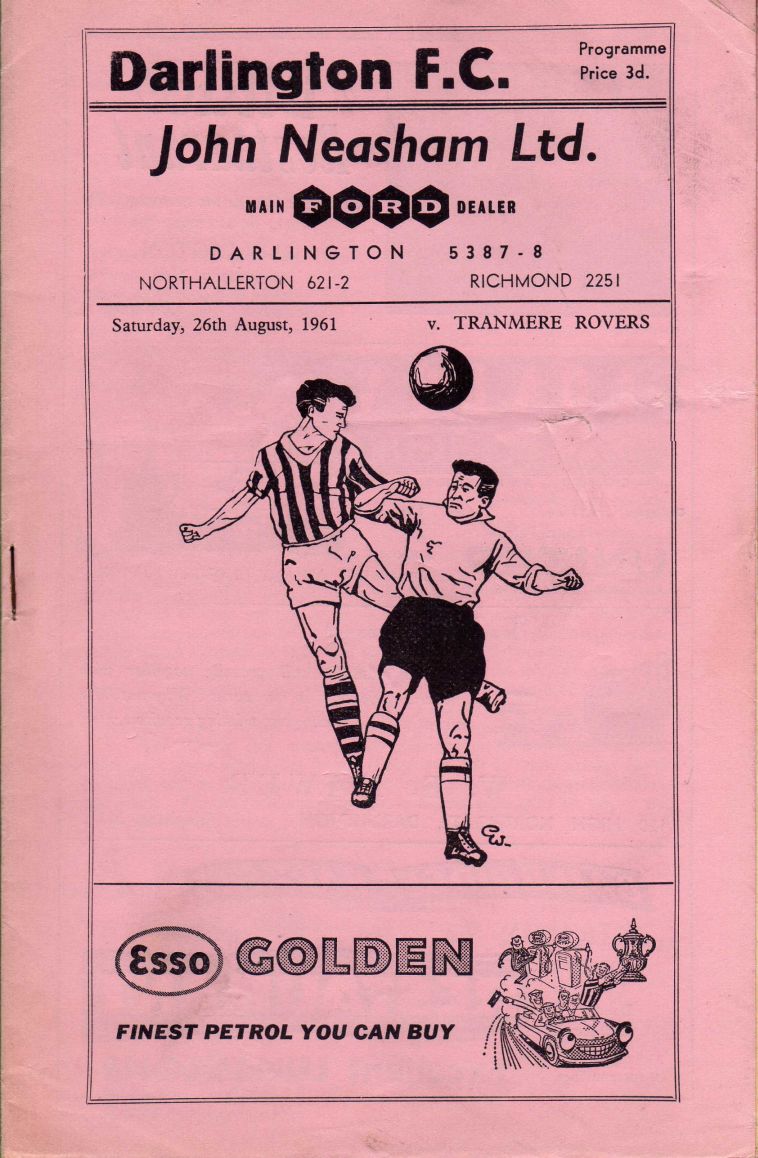 Darlington F.C.
Programme
Price 3d.
John Neasham Ltd.
MAIN FORD DEALER
DARLINGTON 5387-8
NORTHALLERTON 621-2 RICHMOND 2251
Saturday, 26th August, 1961 v. TRANMERE ROVERS
CW-
Esso GOLDEN
FINEST PETROL YOU CAN BUY